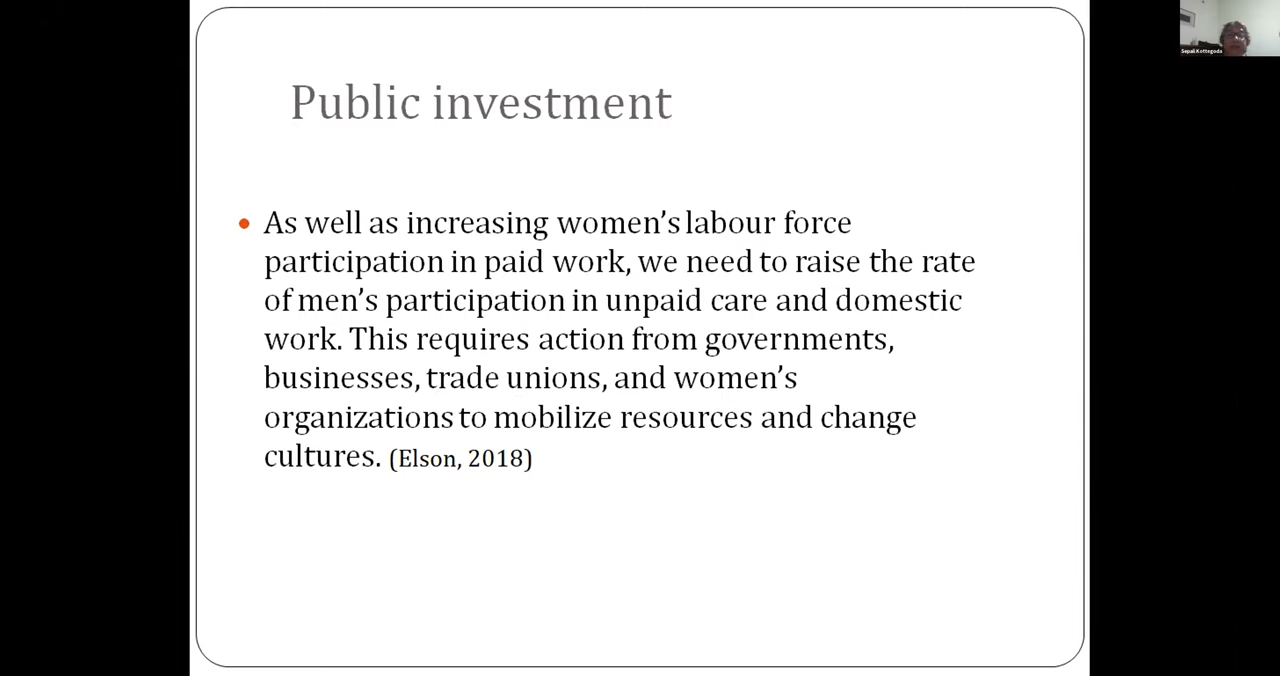 Public investment
As well as increasing women’s labour force
participation in paid work, we need to raise the rate
of men’s participation in unpaid care and domestic
work. This requires action from governments,
businesses, trade unions, and women’s
organizations to mobilize resources and change
cultures. (Elson, 2018)
Sepali Kottegoda